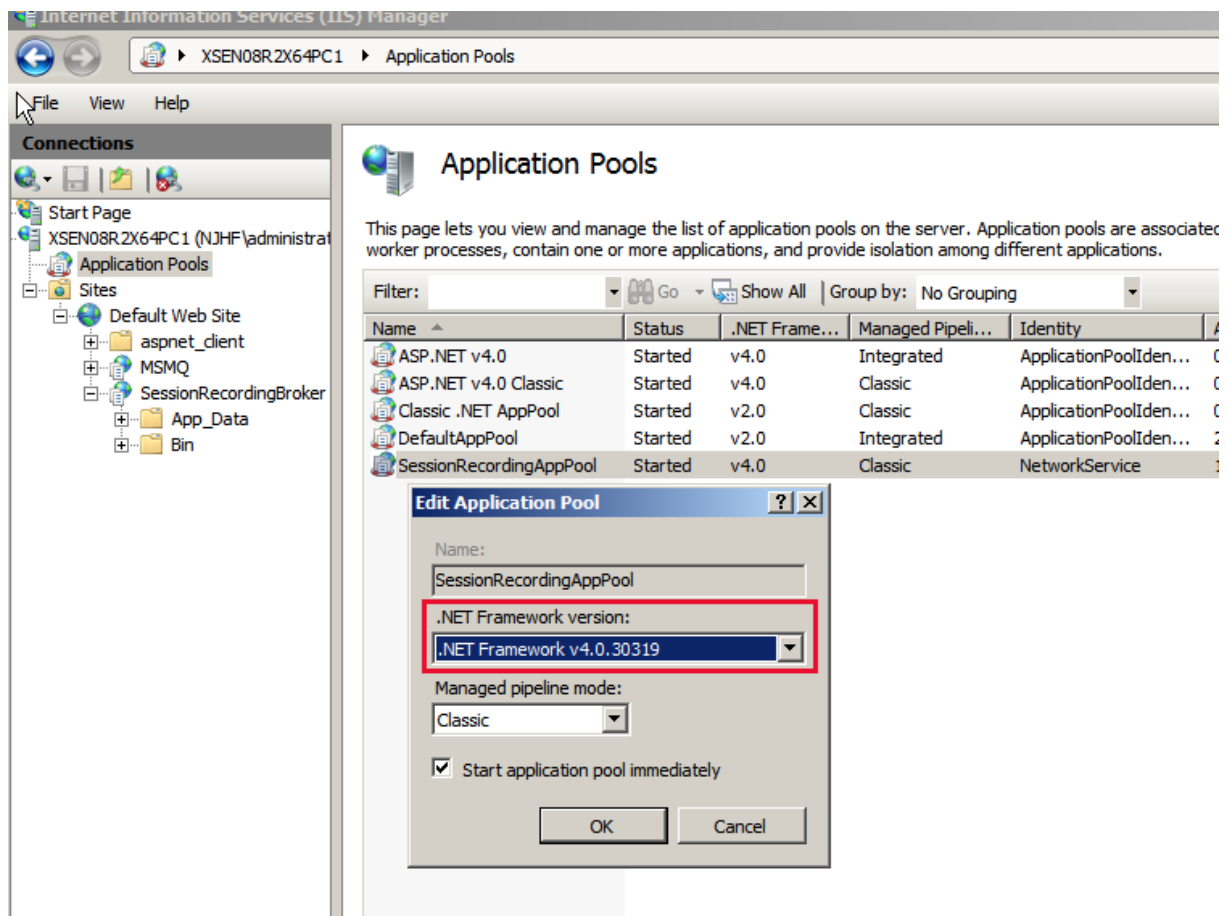 Internet Information Services (IIS) Manager
XSEN08R2X64PC1 Application Pools
File View Help
Connections
Start Page
XSEN08R2X64PC1 (NJHF\administrat
Application Pools
Sites
Default Web Site
aspnet_client
MSMQ
SessionRecordingBroker
App_Data
Bin
Application Pools
This page lets you view and manage the list of application pools on the server. Application pools are associated
worker processes, contain one or more applications, and provide isolation among different applications.
Filter: Go Show All Group by: No Grouping
Name Status .NET Frame... Managed Pipeli... Identity
ASP.NET v4.0 Started v4.0 Integrated ApplicationPoolIden...
ASP.NET v4.0 Classic Started v4.0 Classic ApplicationPoolIden...
Classic .NET AppPool Started v2.0 Classic ApplicationPoolIden...
DefaultAppPool Started v2.0 Integrated ApplicationPoolIden...
SessionRecordingAppPool Started v4.0 Classic NetworkService
Edit Application Pool
Name:
SessionRecordingAppPool
.NET Framework version:
.NET Framework v4.0.30319
Managed pipeline mode:
Classic
Start application pool immediately
OK Cancel